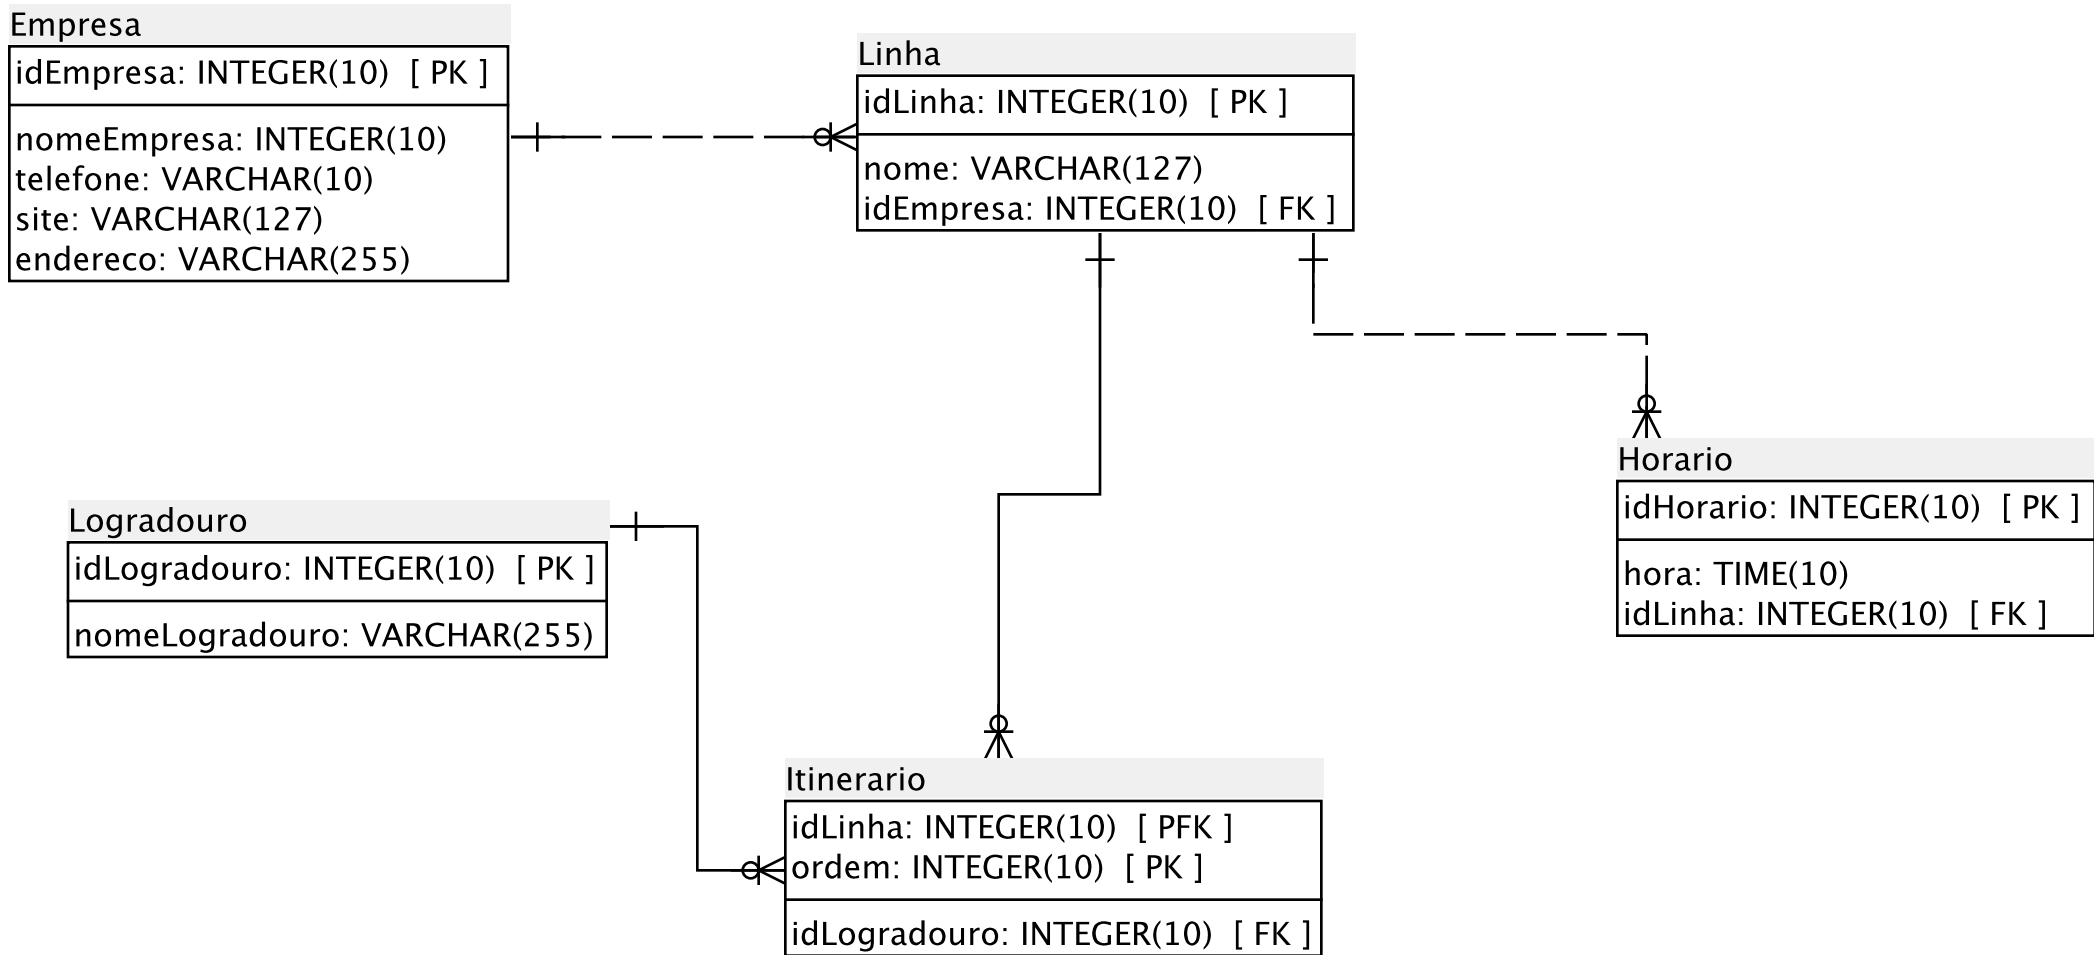 Empresa
idEmpresa: INTEGER(10) [ PK ]
nomeEmpresa: INTEGER(10)
telefone: VARCHAR(10)
site: VARCHAR(127)
endereco: VARCHAR(255)
Linha
idLinha: INTEGER(10) [ PK ]
nome: VARCHAR(127)
idEmpresa: INTEGER(10) [ FK ]
Horario
idHorario: INTEGER(10) [ PK ]
hora: TIME(10)
idLinha: INTEGER(10) [ FK ]
Logradouro
idLogradouro: INTEGER(10) [ PK ]
nomeLogradouro: VARCHAR(255)
Itinerario
idLinha: INTEGER(10) [ PFK ]
ordem: INTEGER(10) [ PK ]
idLogradouro: INTEGER(10) [ FK ]